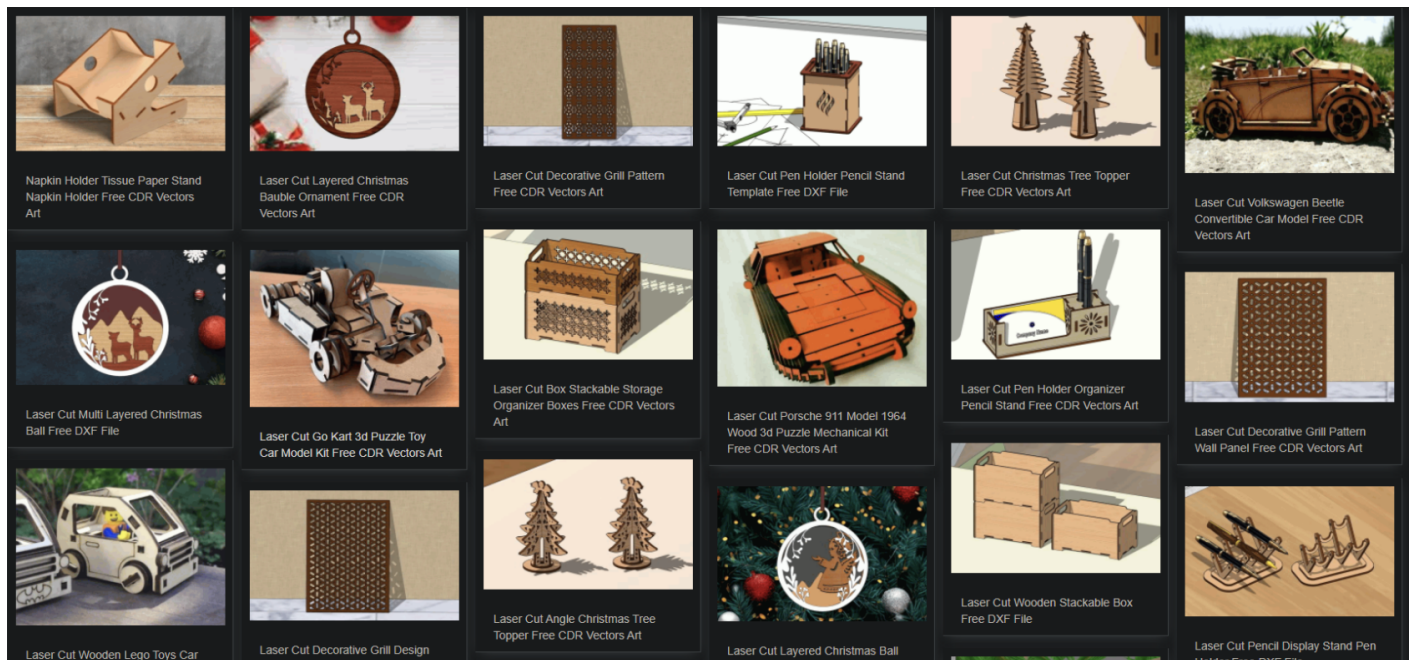 Napkin Holder Tissue Paper Stand
Napkin Holder Free CDR Vectors
Art
Laser Cut Layered Christmas
Bauble Ornament Free CDR
Vectors Art
Laser Cut Decorative Grill Pattern
Free CDR Vectors Art
Laser Cut Pen Holder Pencil Stand
Template Free DXF File
Laser Cut Christmas Tree Topper
Free CDR Vectors Art
Laser Cut Volkswagen Beetle
Convertible Car Model Free CDR
Vectors Art
Laser Cut Multi Layered Christmas
Ball Free DXF File
Laser Cut Go Kart 3d Puzzle Toy
Car Model Kit Free CDR Vectors Art
Laser Cut Box Stackable Storage
Organizer Boxes Free CDR Vectors
Art
Laser Cut Porsche 911 Model 1964
Wood 3d Puzzle Mechanical Kit
Free CDR Vectors Art
Company Name
Laser Cut Pen Holder Organizer
Pencil Stand Free CDR Vectors Art
Laser Cut Decorative Grill Pattern
Wall Panel Free CDR Vectors Art
Laser Cut Wooden Lego Toys Car
Laser Cut Decorative Grill Design
Laser Cut Angle Christmas Tree
Topper Free CDR Vectors Art
Laser Cut Layered Christmas Ball
Laser Cut Wooden Stackable Box
Free DXF File
Laser Cut Pencil Display Stand Pen
Holder Free DXF File